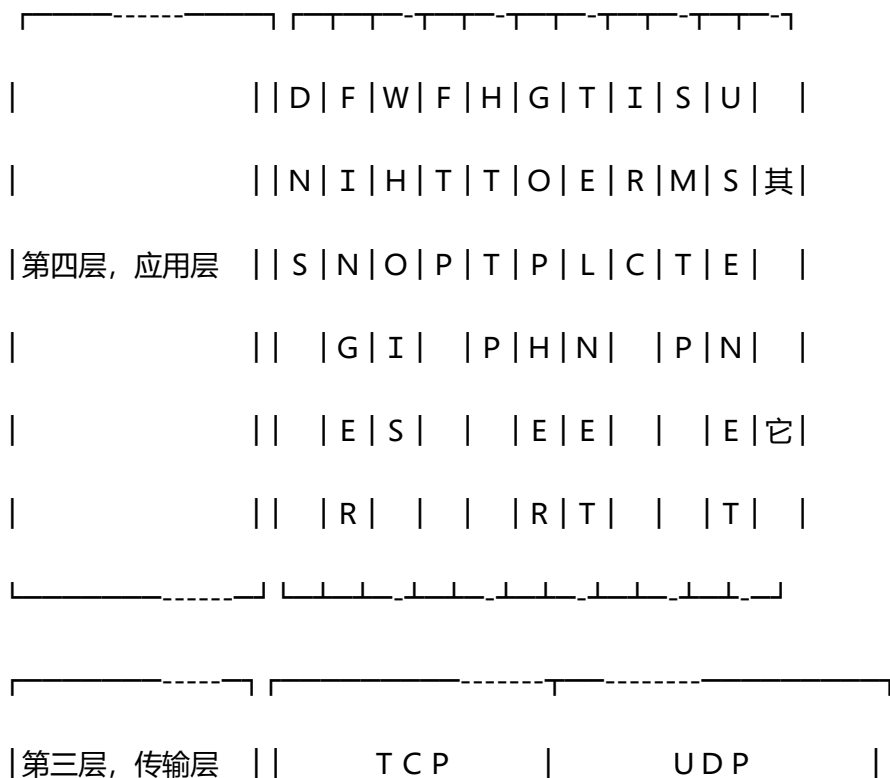 ┌─────------─────┐┌─┬┬─-┬┬─-┬┬─-┬┬─-┬┬─-┐
│ ││D│F│W│F│H│G│T│I│S│U│ │
│ ││N│I│H│T│T│O│E│R│M│S│其│
│第四层，应用层 ││S│N│O│P│T│P│L│C│T│E│ │
│ ││ │G│I│ │P│H│N│ │P│N│ │
│ ││ │E│S│ │ │E│E│ │ │E│它│
│ ││ │R│ │ │ │R│T│ │ │T│ │
└────────------─┘└─┴┴─-┴┴─-┴┴─-┴┴─-┴┴-─┘
┌────────-----─┐┌──────────-------┬──--------──────────┐
│第三层，传输层 ││ TCP │ UDP │